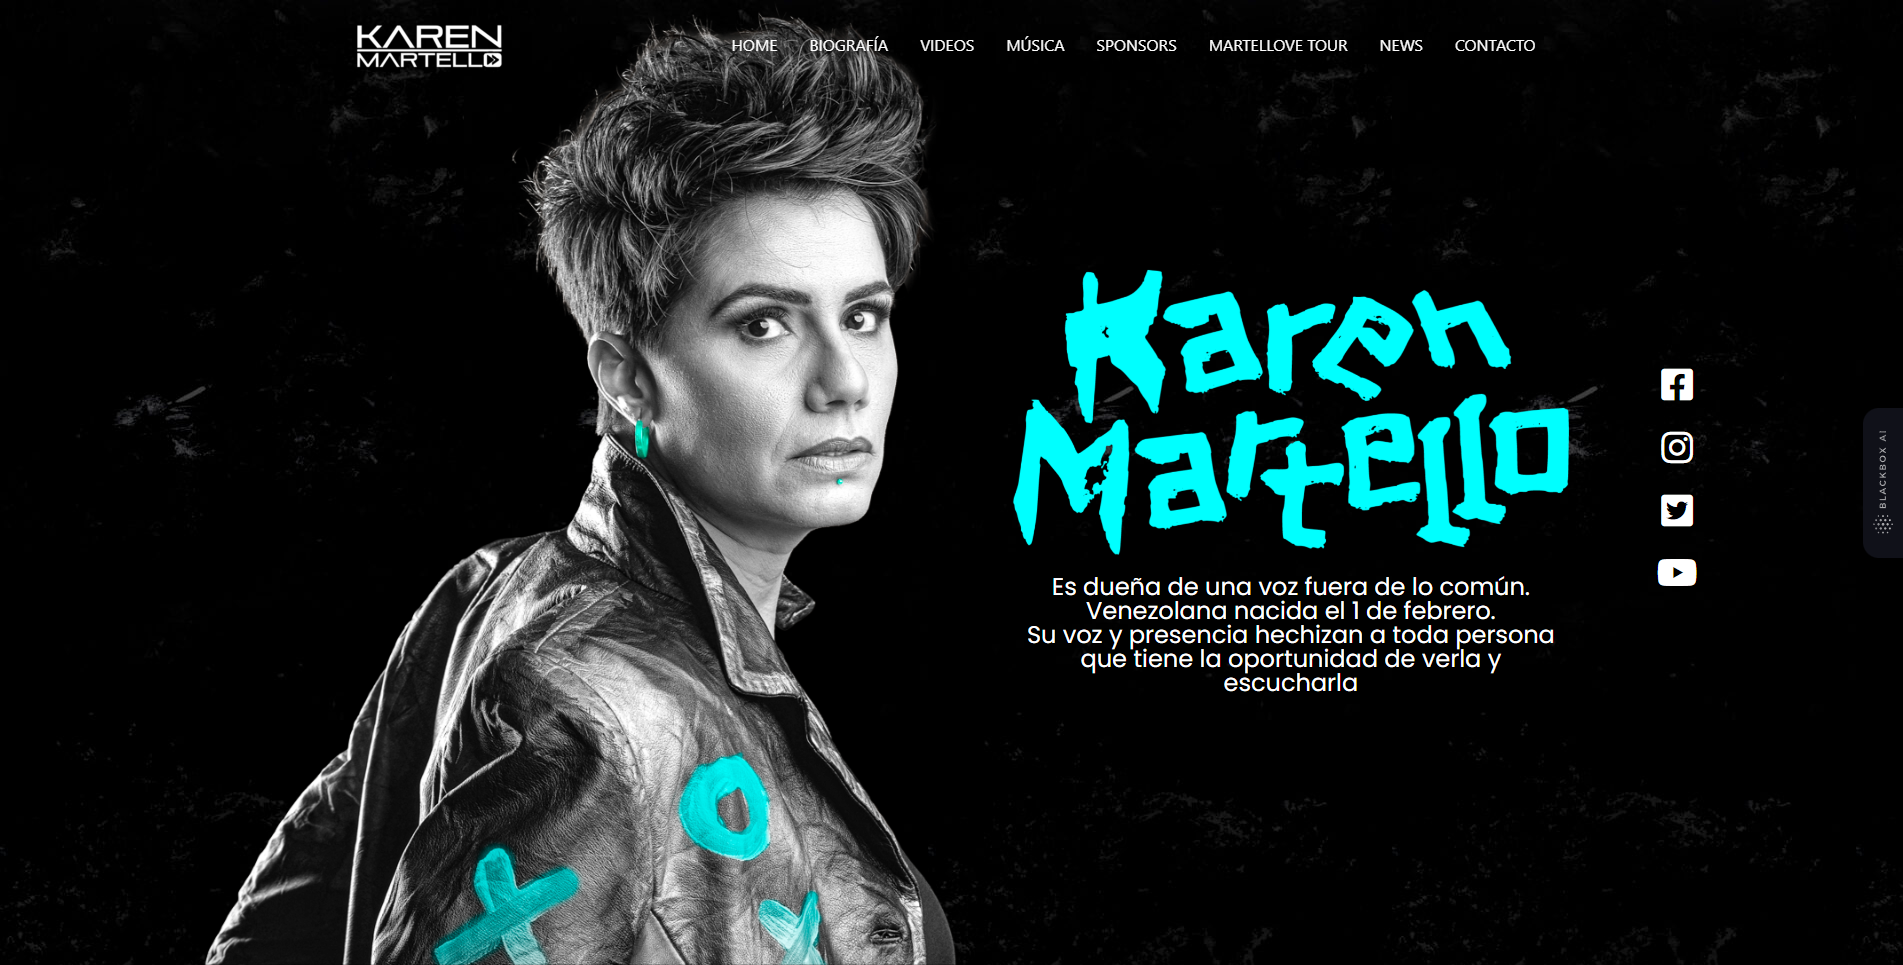 KAREN
MARTELLO
HOME BIOGRAFÍA VIDEOS MÚSICA SPONSORS MARTELLOVE TOUR NEWS CONTACTO
Karen
Martello
Es dueña de una voz fuera de lo común.
Venezolana nacida el 1 de febrero.
Su voz y presencia hechizan a toda persona
que tiene la oportunidad de verla y
escucharla
BLACKBOX AI